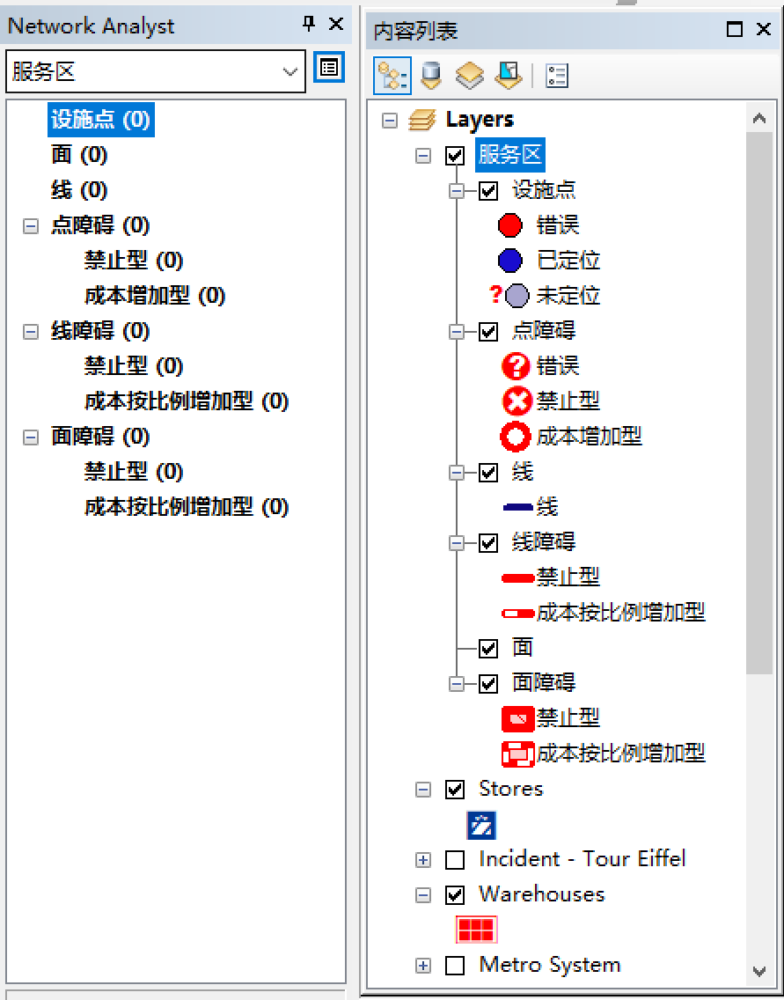 Network Analyst
服务区
设施点 (0)
面 (0)
线 (0)
点障碍 (0)
禁止型 (0)
成本增加型 (0)
线障碍 (0)
禁止型 (0)
成本按比例增加型 (0)
面障碍 (0)
禁止型 (0)
成本按比例增加型 (0)
内容列表
Layers
服务区
设施点
错误
已定位
? 未定位
点障碍
? 错误
禁止型
成本增加型
线
线
线障碍
禁止型
成本按比例增加型
面
面障碍
禁止型
成本按比例增加型
Stores
Incident - Tour Eiffel
Warehouses
Metro System